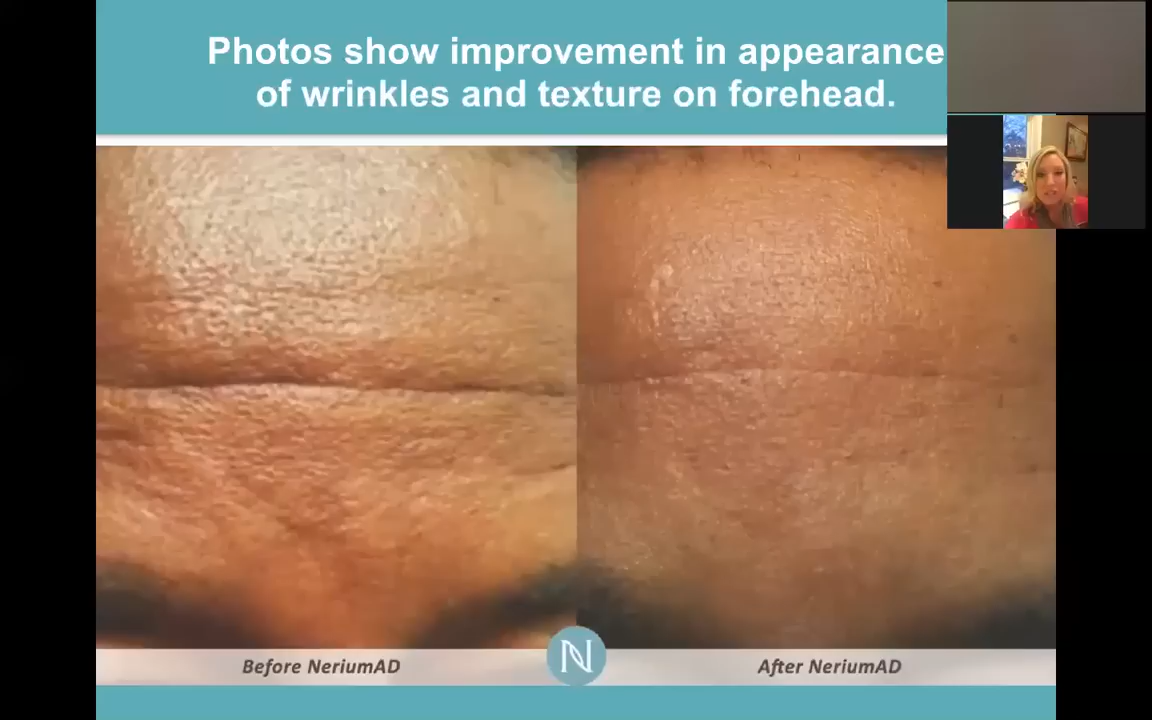 Photos show improvement in appearance
of wrinkles and texture on forehead.
Before NeriumAD
N
After NeriumAD